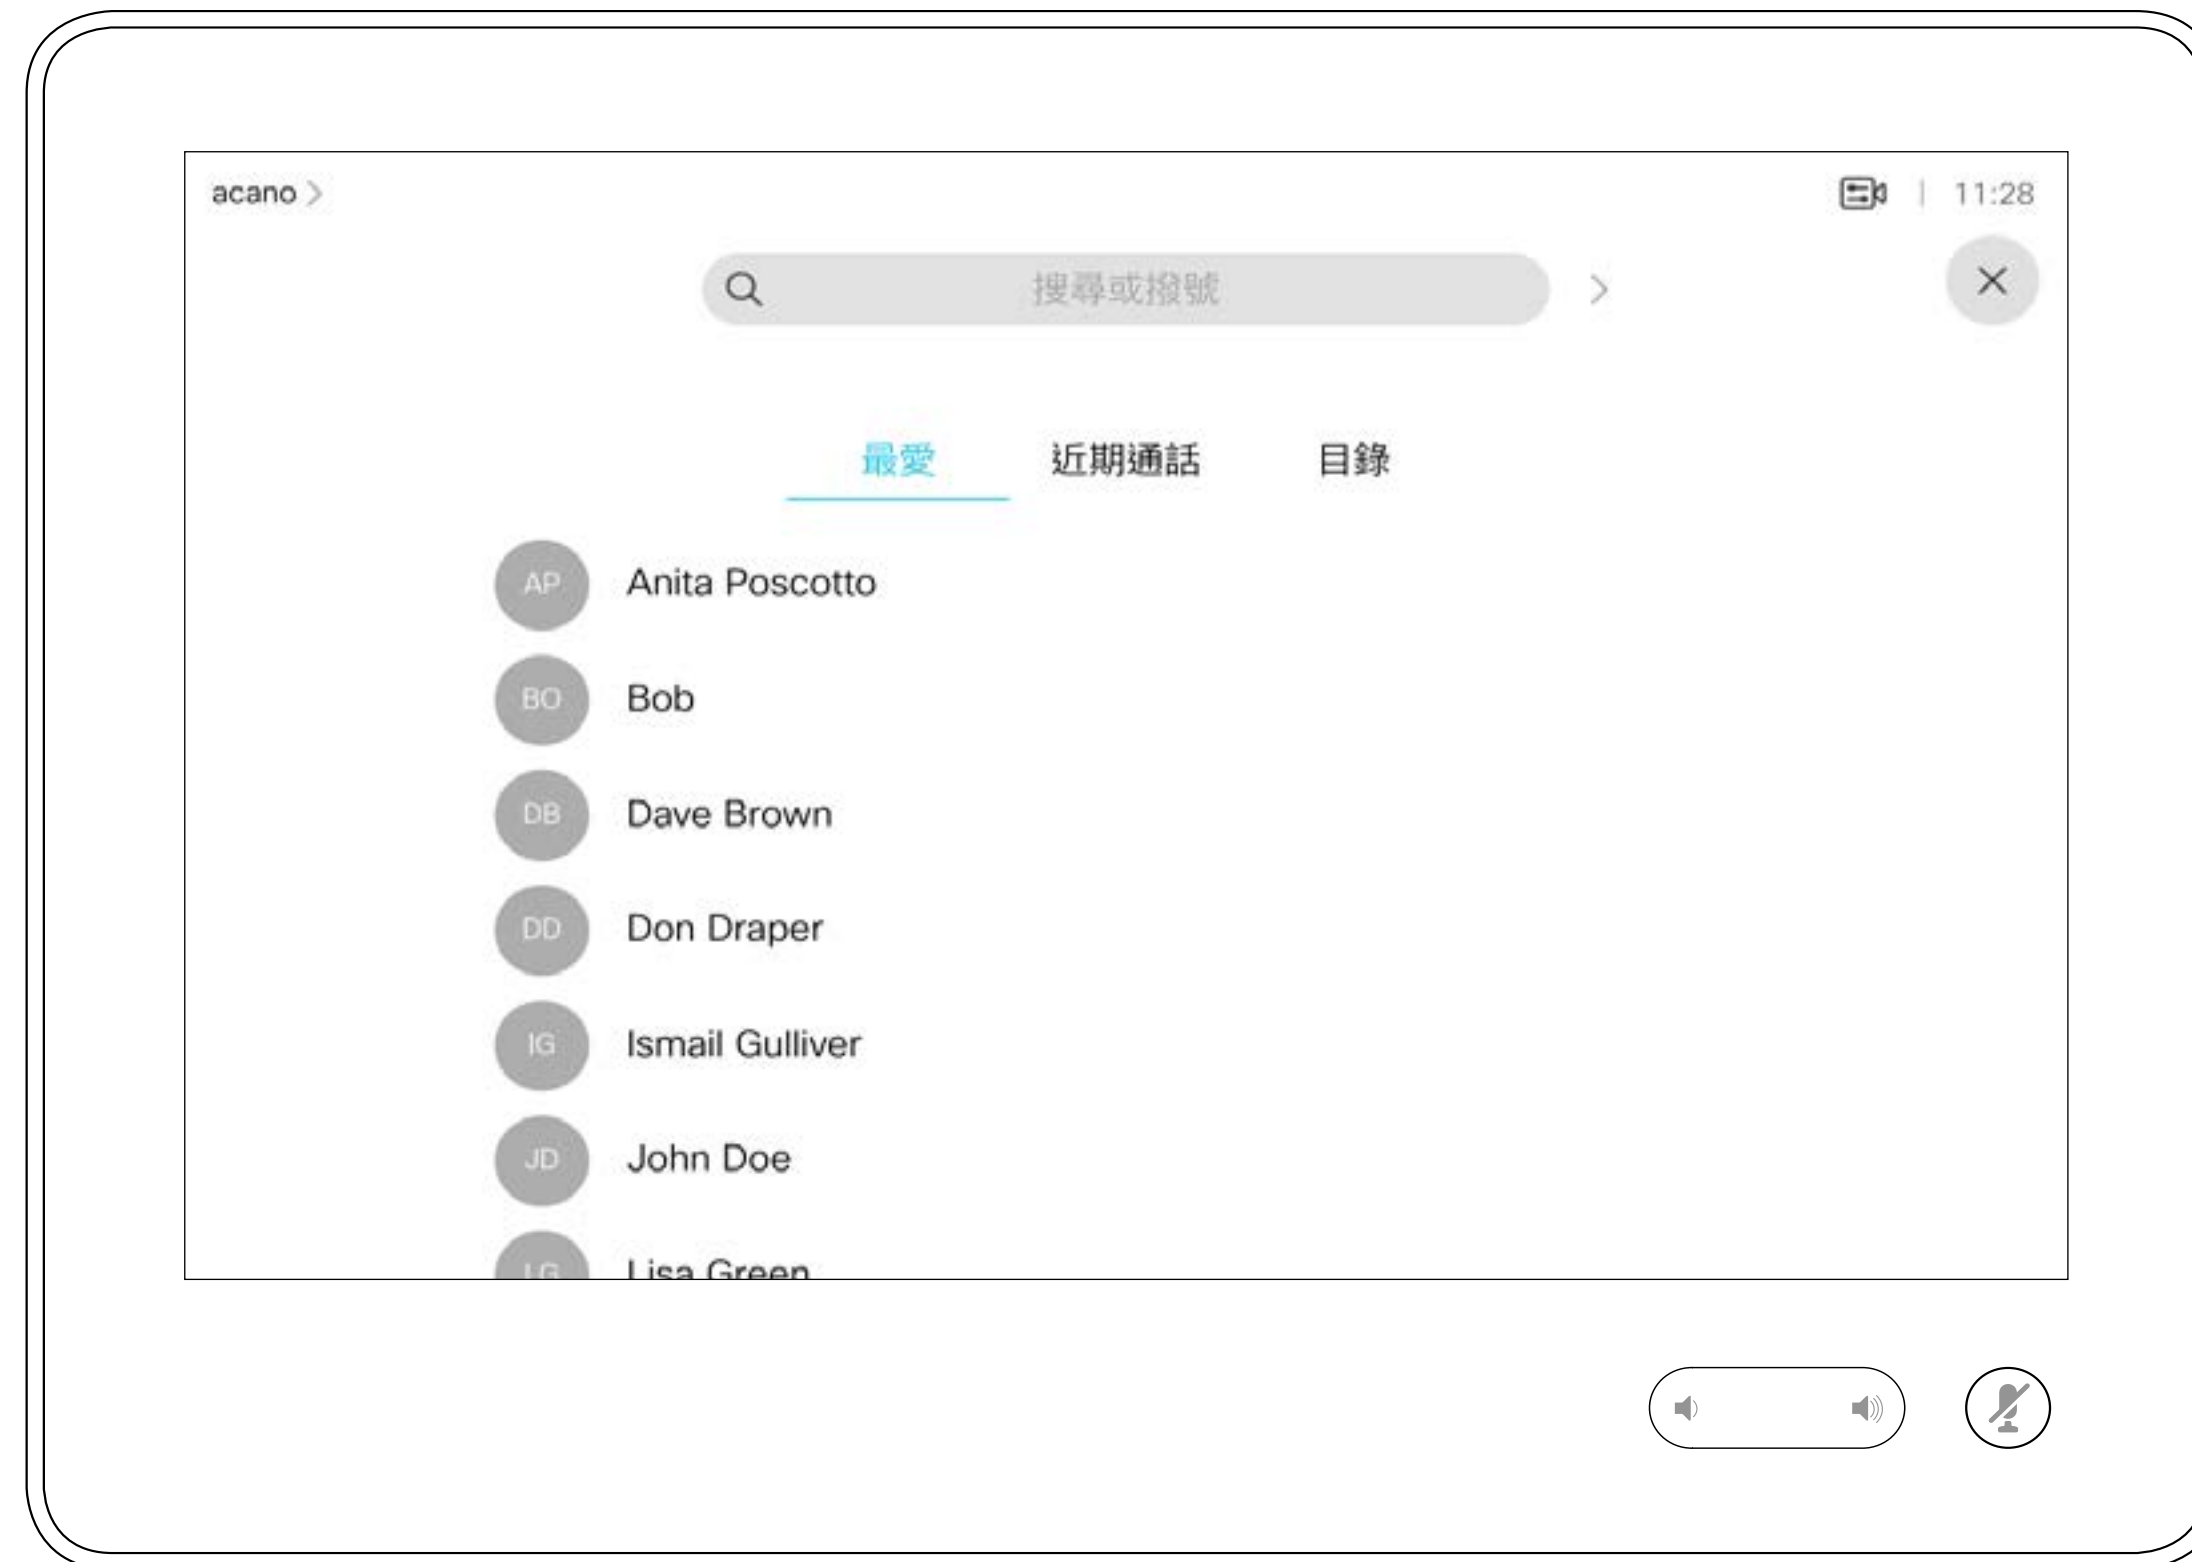 acano
11:28
搜尋或撥號
最愛 近期通話 目錄
AP Anita Poscotto
BO Bob
DB Dave Brown
DD Don Draper
IG Ismail Gulliver
JD John Doe
LG Lisa Green